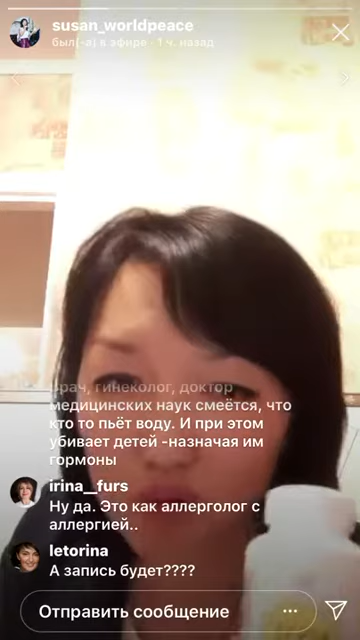 susan_worldpeace
был(-а) в эфире · 1 ч. назад
врач, гинеколог, доктор
медицинских наук смеётся, что
кто то пьёт воду. И при этом
убивает детей -назначая им
гормоны
irina__furs
Ну да. Это как аллерголог с
аллергией..
letorina
А запись будет????
Отправить сообщение